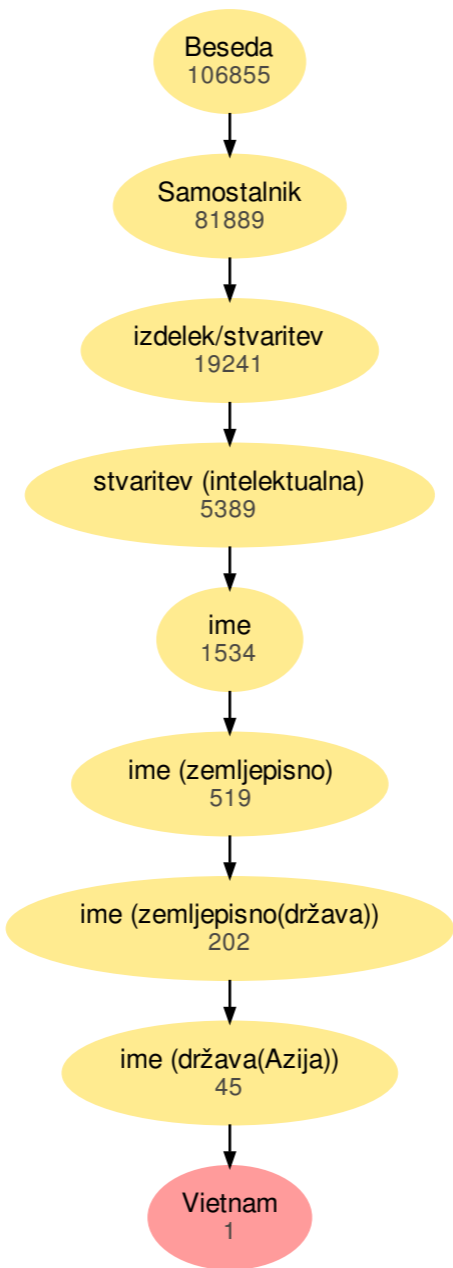 Beseda
106855
Samostalnik
81889
izdelek/stvaritev
19241
stvaritev (intelektualna)
5389
ime
1534
ime (zemljepisno)
519
ime (zemljepisno(država))
202
ime (država(Azija))
45
Vietnam
1